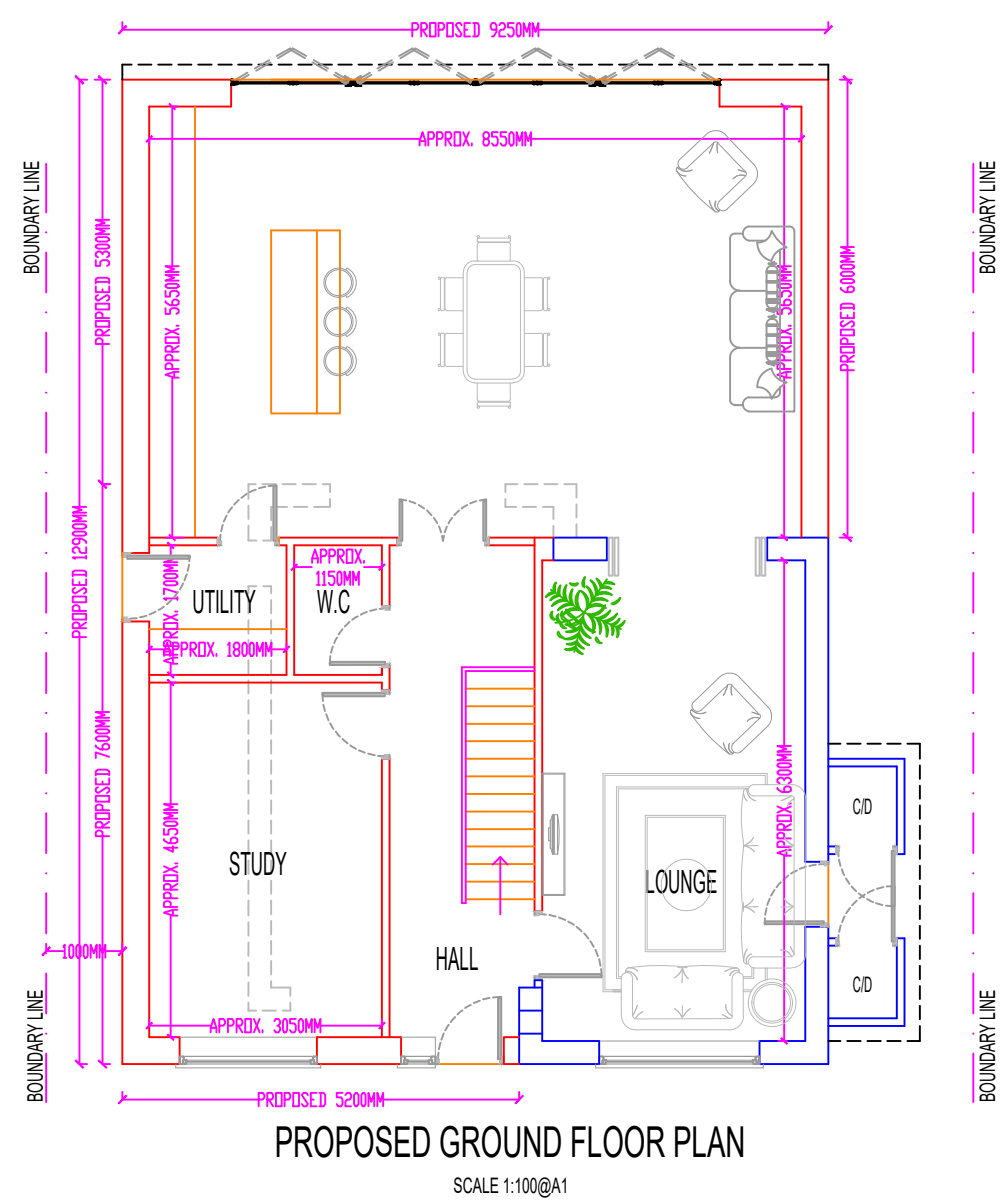 PROPOSED 9250MM
APPROX. 8550MM
BOUNDARY LINE
BOUNDARY LINE
PROPOSED 5300MM
APPROX. 5650MM
APPROX. 5650MM
PROPOSED 6000MM
PROPOSED 12900MM
APPROX. 1700MM
APPROX.
1150MM
UTILITY
W.C
APPROX. 1800MM
PROPOSED 7600MM
APPROX. 4650MM
APPROX. 6300MM
C/D
STUDY
LOUNGE
1000MM
HALL
C/D
APPROX. 3050MM
BOUNDARY LINE
BOUNDARY LINE
PROPOSED 5200MM
PROPOSED GROUND FLOOR PLAN
SCALE 1:100@A1